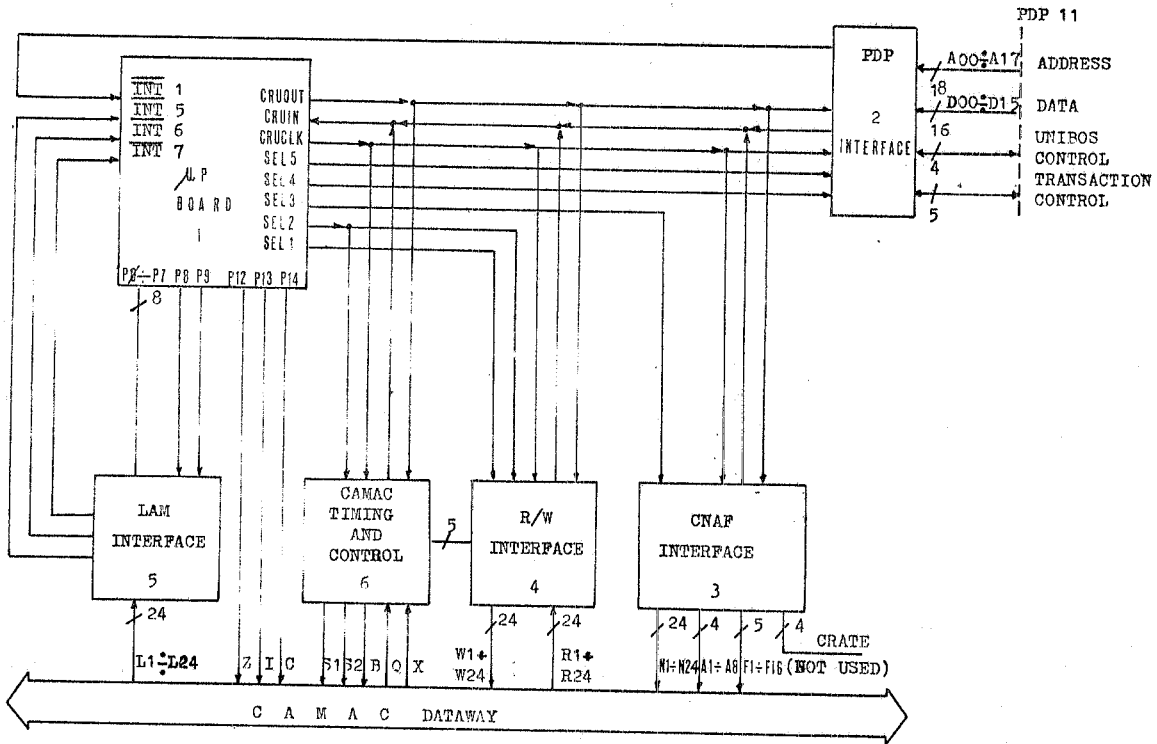 PDP 11
PDP
2
INTERFACE
A00÷A17
18
ADDRESS
D00÷D15
16
DATA
UNIBOS
CONTROL
4
TRANSACTION
CONTROL
5
INT 1
INT 5
INT 6
INT 7
μP
BOARD
1
CRUOUT
CRUIN
CRUCLK
SEL5
SEL4
SEL3
SEL2
SEL1
P0÷P7 P8 P9 P12 P13 P14
8
LAM
INTERFACE
5
CAMAC
TIMING
AND
CONTROL
6
5
R/W
INTERFACE
4
CNAF
INTERFACE
3
24
L1÷L24
Z I C
S1 S2 B Q X
24
W1÷
W24
24
R1÷
R24
24 4 5 4
CRATE
N1÷N24 A1÷A8 F1÷F16 (NOT USED)
C A M A C DATAWAY